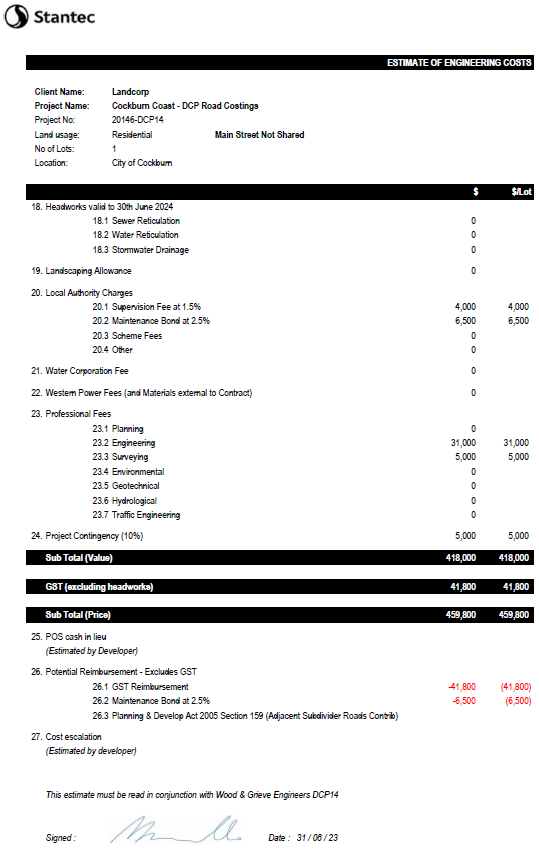 Stantec
ESTIMATE OF ENGINEERING COSTS
Client Name: Landcorp
Project Name: Cockburn Coast - DCP Road Costings
Project No: 20146-DCP14
Land usage: Residential Main Street Not Shared
No of Lots: 1
Location: City of Cockburn
$ $/Lot
18. Headworks valid to 30th June 2024
18.1 Sewer Reticulation 0
18.2 Water Reticulation 0
18.3 Stormwater Drainage 0
19. Landscaping Allowance 0
20. Local Authority Charges
20.1 Supervision Fee at 1.5% 4,000 4,000
20.2 Maintenance Bond at 2.5% 6,500 6,500
20.3 Scheme Fees 0
20.4 Other 0
21. Water Corporation Fee 0
22. Western Power Fees (and Materials external to Contract) 0
23. Professional Fees
23.1 Planning 0
23.2 Engineering 31,000 31,000
23.3 Surveying 5,000 5,000
23.4 Environmental 0
23.5 Geotechnical 0
23.6 Hydrological 0
23.7 Traffic Engineering 0
24. Project Contingency (10%) 5,000 5,000
Sub Total (Value) 418,000 418,000
GST (excluding headworks) 41,800 41,800
Sub Total (Price) 459,800 459,800
25. POS cash in lieu
(Estimated by Developer)
26. Potential Reimbursement - Excludes GST
26.1 GST Reimbursement -41,800 (41,800)
26.2 Maintenance Bond at 2.5% -6,500 (6,500)
26.3 Planning & Develop Act 2005 Section 159 (Adjacent Subdivider Roads Contrib)
27. Cost escalation
(Estimated by developer)
This estimate must be read in conjunction with Wood & Grieve Engineers DCP14
Signed : Date : 31 / 08 / 23